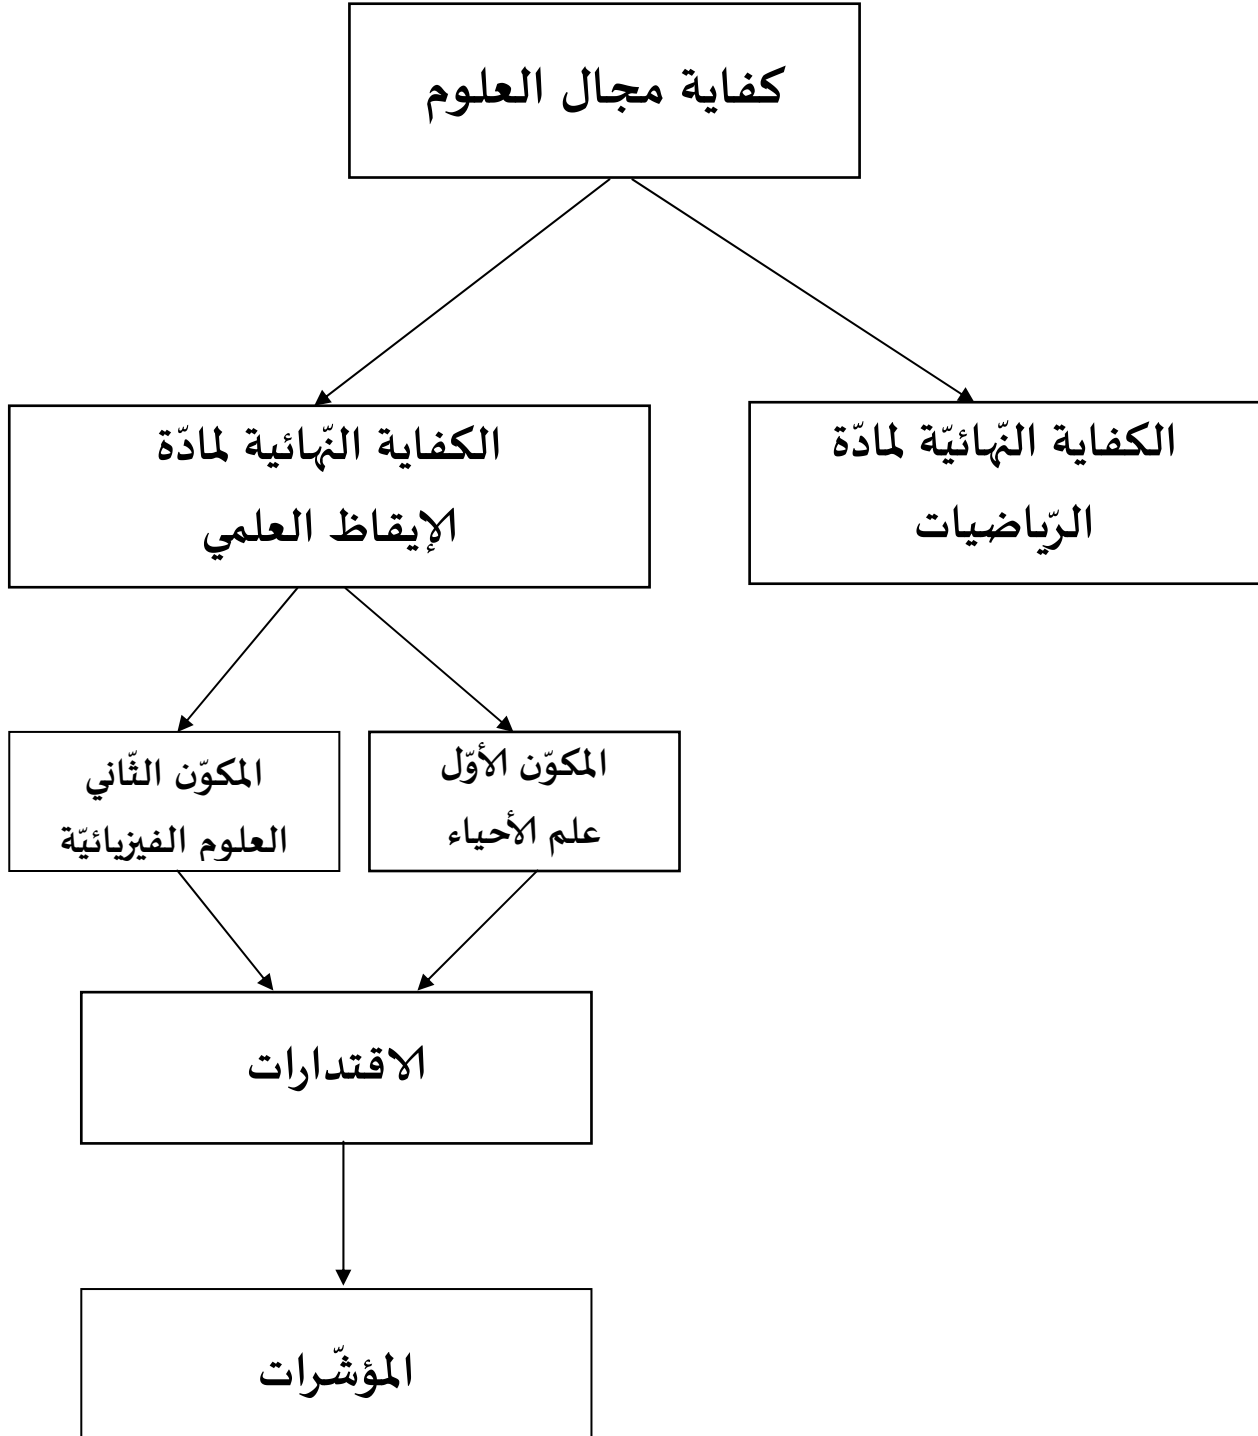 كفاية مجال العلوم
الكفاية النّهائيّة لمادّة
الرّياضيات
الكفاية النّهائية لمادّة
الإيقاظ العلمي
المكوّن الأوّل
علم الأحياء
المكوّن الثّاني
العلوم الفيزيائيّة
الاقتدارات
المؤشّرات